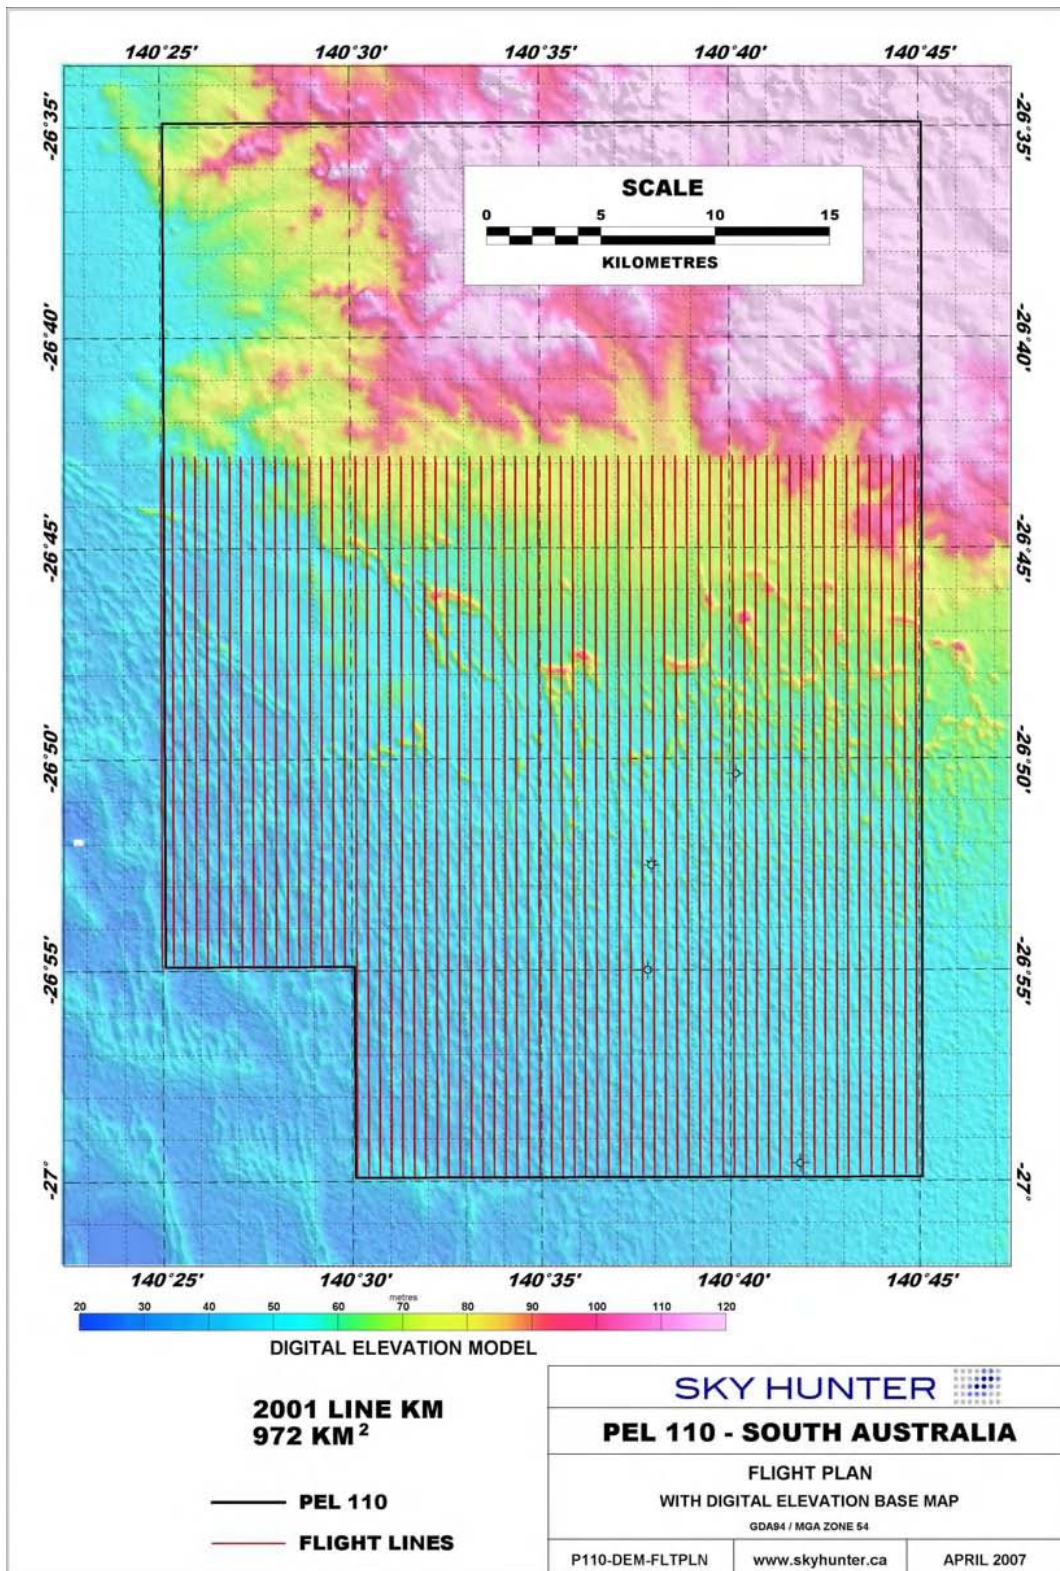 140°25' 140°30' 140°35' 140°40' 140°45'
-26°35' -26°35'
SCALE
0 5 10 15
KILOMETRES
-26°40' -26°40'
-26°45' -26°45'
-26°50' -26°50'
-26°55' -26°55'
-27° -27°
140°25' 140°30' 140°35' 140°40' 140°45'
metres
20 30 40 50 60 70 80 90 100 110 120
DIGITAL ELEVATION MODEL
2001 LINE KM
972 KM²
PEL 110
FLIGHT LINES
SKY HUNTER
PEL 110 - SOUTH AUSTRALIA
FLIGHT PLAN
WITH DIGITAL ELEVATION BASE MAP
GDA94 / MGA ZONE 54
P110-DEM-FLTPLN www.skyhunter.ca APRIL 2007